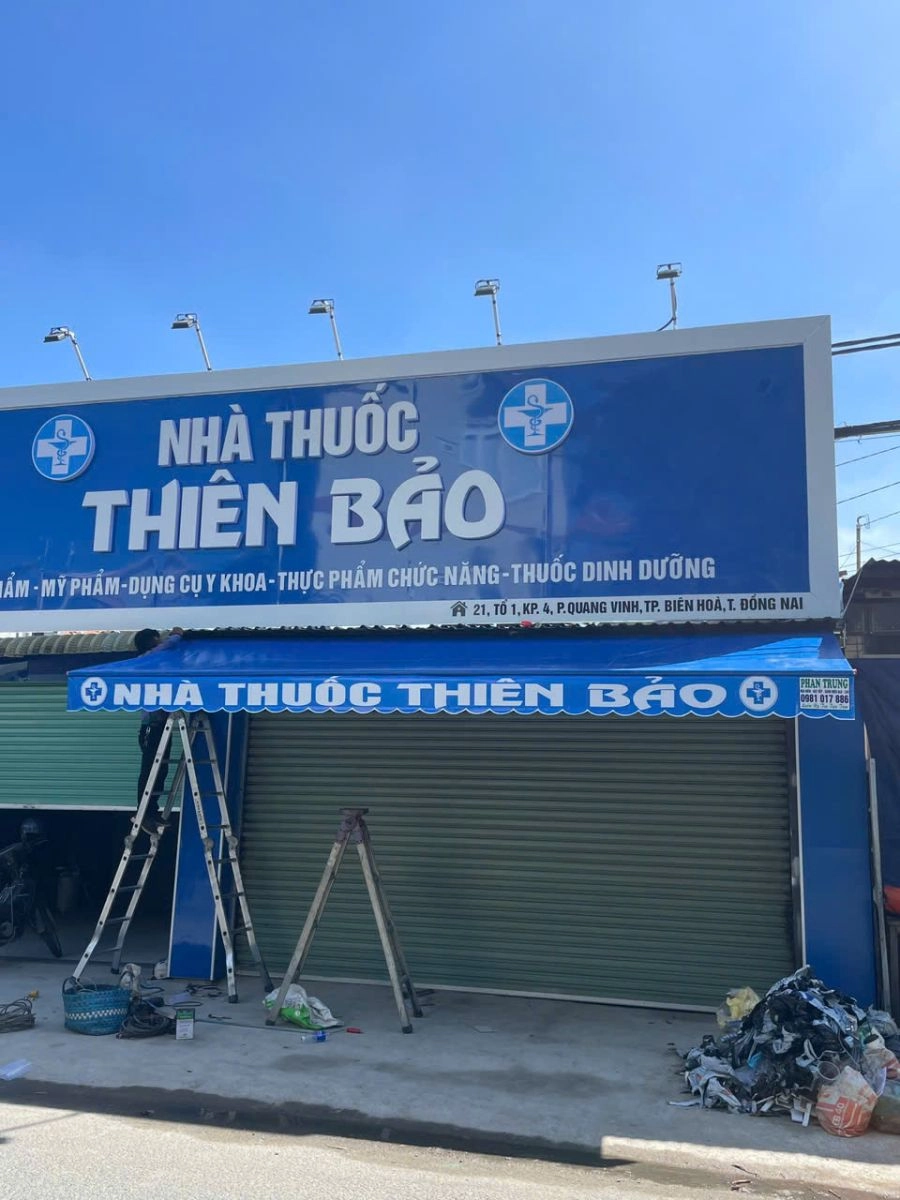 NHÀ THUỐC
THIÊN BẢO
MỸ PHẨM-DỤNG CỤ Y KHOA-THỰC PHẨM CHỨC NĂNG-THUỐC DINH DƯỠNG
21, TỔ 1, KP. 4, P.QUANG VINH, TP. BIÊN HOÀ, T. ĐỒNG NAI
NHÀ THUỐC THIÊN BẢO
PHAN TRUNG
0981 017 886